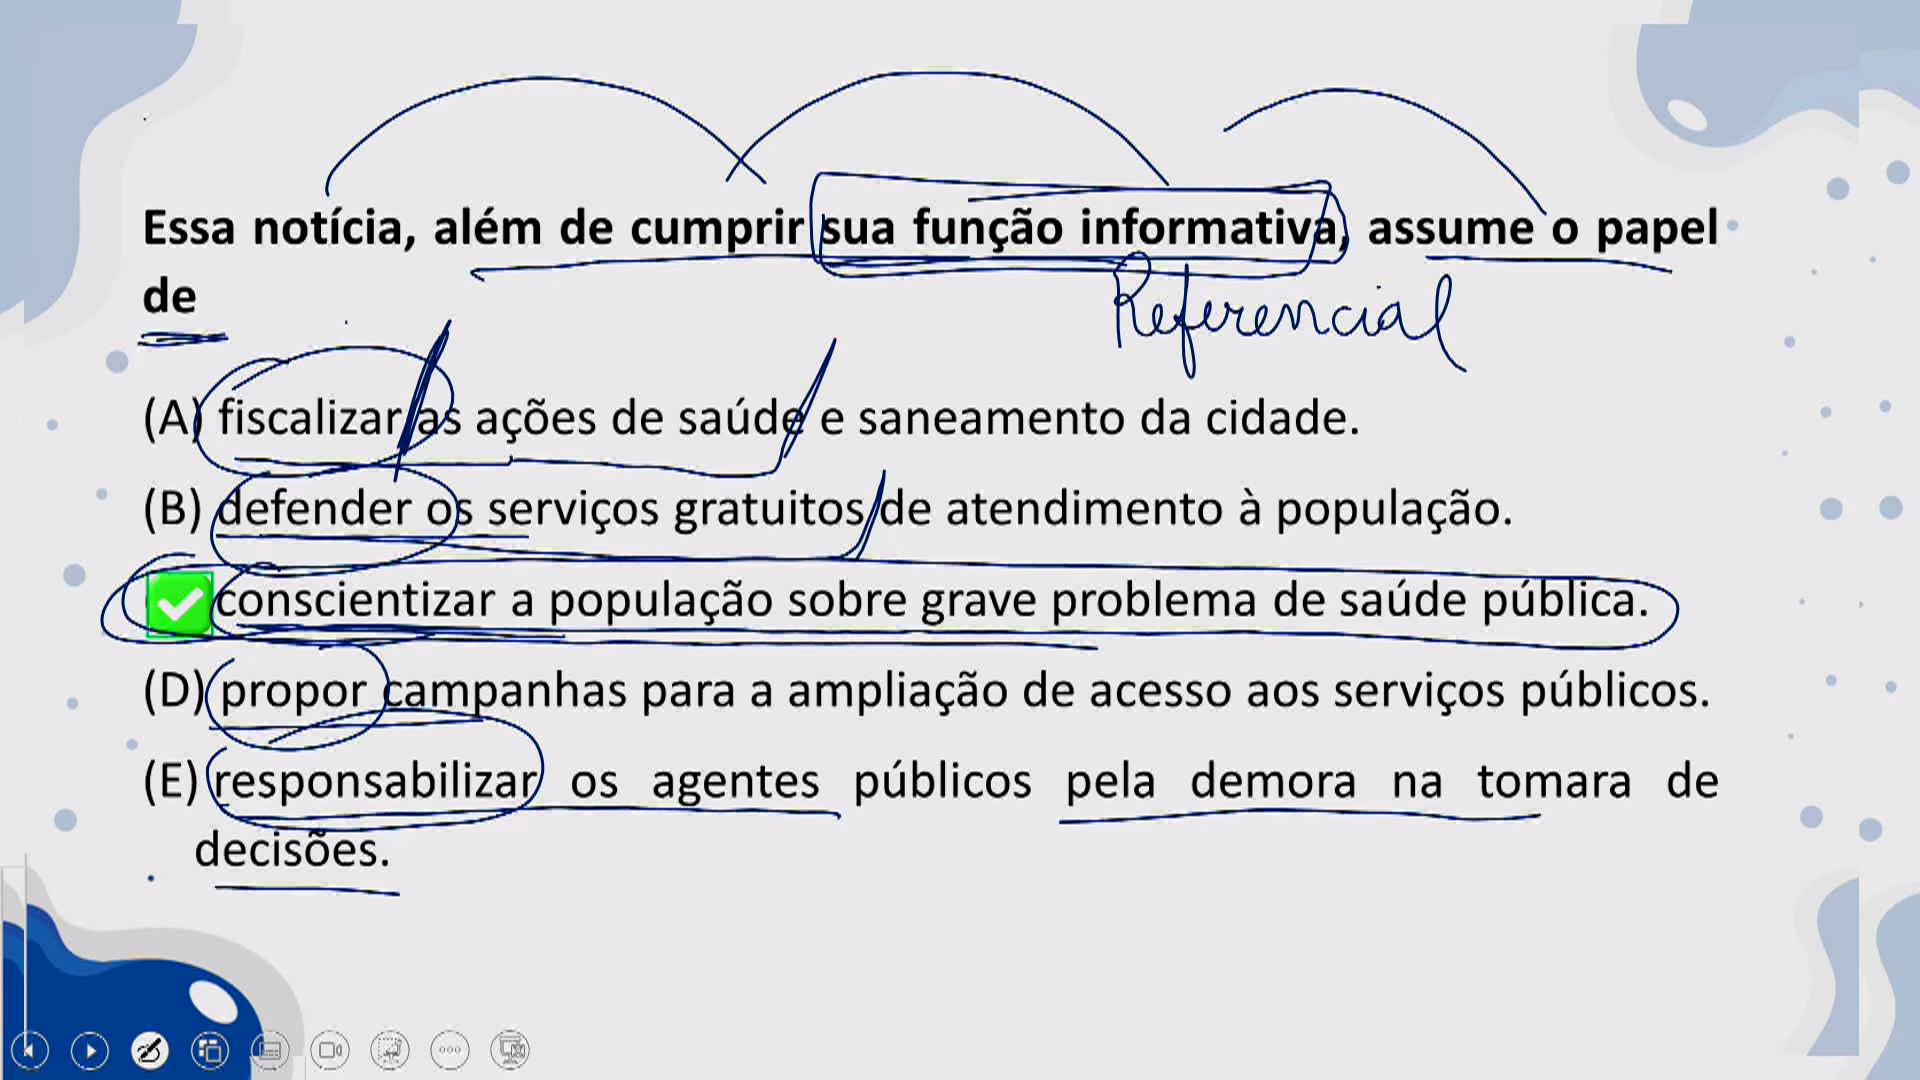 Essa notícia, além de cumprir sua função informativa, assume o papel
de
Referencial
(A) fiscalizar as ações de saúde e saneamento da cidade.
(B) defender os serviços gratuitos de atendimento à população.
conscientizar a população sobre grave problema de saúde pública.
(D) propor campanhas para a ampliação de acesso aos serviços públicos.
(E) responsabilizar os agentes públicos pela demora na tomara de
decisões.